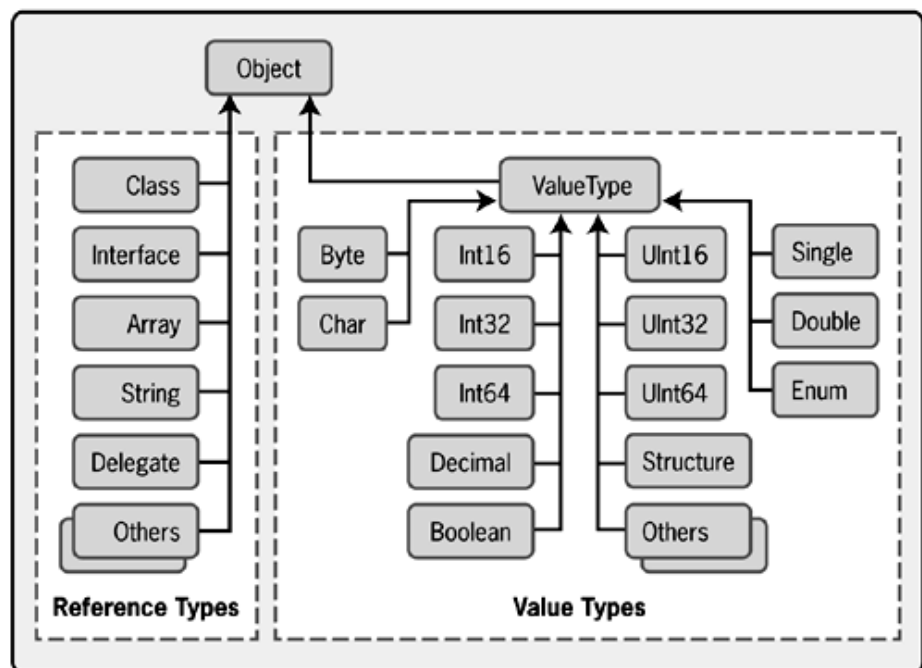 Object
Class
Interface
Array
String
Delegate
Others
Reference Types
ValueType
Byte
Char
Int16
Int32
Int64
Decimal
Boolean
UInt16
UInt32
UInt64
Structure
Others
Single
Double
Enum
Value Types